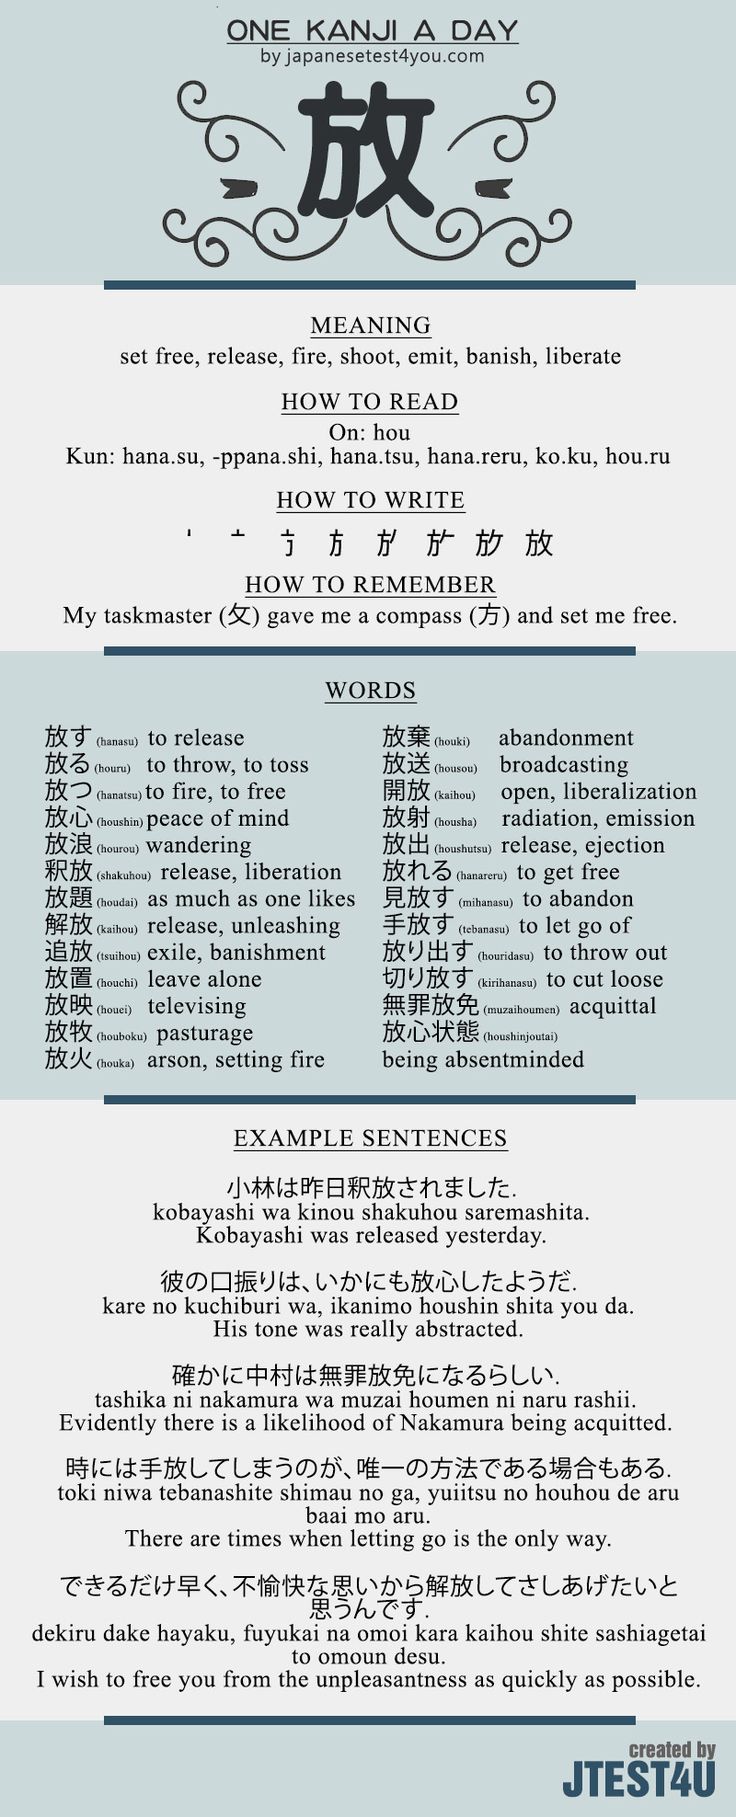 ONE KANJI A DAY
by japanesetest4you.com
放
MEANING
set free, release, fire, shoot, emit, banish, liberate
HOW TO READ
On: hou
Kun: hana.su, -ppana.shi, hana.tsu, hana.reru, ko.ku, hou.ru
HOW TO WRITE
放
HOW TO REMEMBER
My taskmaster (攵) gave me a compass (方) and set me free.
WORDS
放す (hanasu) to release
放る (houru) to throw, to toss
放つ (hanatsu) to fire, to free
放心 (houshin) peace of mind
放浪 (hourou) wandering
釈放 (shakuhou) release, liberation
放題 (houdai) as much as one likes
解放 (kaihou) release, unleashing
追放 (tsuihou) exile, banishment
放置 (houchi) leave alone
放映 (houei) televising
放牧 (houboku) pasturage
放火 (houka) arson, setting fire
放棄 (houki) abandonment
放送 (housou) broadcasting
開放 (kaihou) open, liberalization
放射 (housha) radiation, emission
放出 (houshutsu) release, ejection
放れる (hanareru) to get free
見放す (mihanasu) to abandon
手放す (tebanasu) to let go of
放り出す (houridasu) to throw out
切り放す (kirihanasu) to cut loose
無罪放免 (muzaihoumen) acquittal
放心状態 (houshinjoutai)
being absentminded
EXAMPLE SENTENCES
小林は昨日釈放されました.
kobayashi wa kinou shakuhou saremashita.
Kobayashi was released yesterday.
彼の口振りは、いかにも放心したようだ.
kare no kuchiburi wa, ikanimo houshin shita you da.
His tone was really abstracted.
確かに中村は無罪放免になるらしい.
tashika ni nakamura wa muzai houmen ni naru rashii.
Evidently there is a likelihood of Nakamura being acquitted.
時には手放してしまうのが、唯一の方法である場合もある.
toki niwa tebanashite shimau no ga, yuiitsu no houhou de aru
baai mo aru.
There are times when letting go is the only way.
できるだけ早く、不愉快な思いから解放してさしあげたいと
思うんです.
dekiru dake hayaku, fuyukai na omoi kara kaihou shite sashiagetai
to omoun desu.
I wish to free you from the unpleasantness as quickly as possible.
created by
JTEST4U